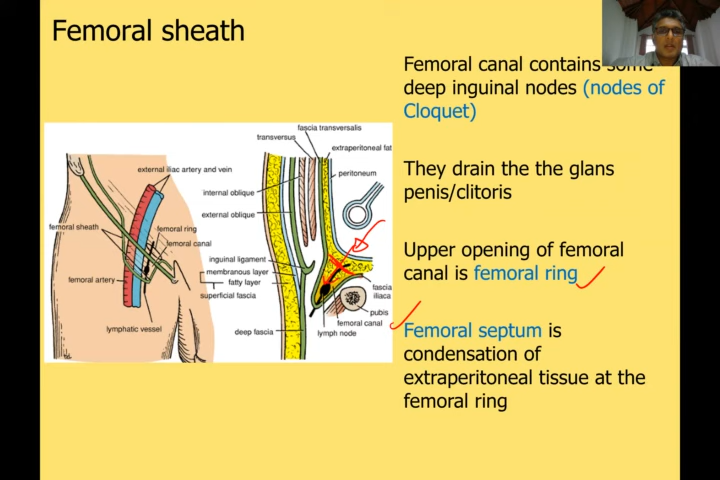 Femoral sheath
Femoral canal contains some
deep inguinal nodes (nodes of
Cloquet)
They drain the the glans
penis/clitoris
Upper opening of femoral
canal is femoral ring
Femoral septum is
condensation of
extraperitoneal tissue at the
femoral ring
external iliac artery and vein
femoral sheath
femoral ring
femoral canal
femoral artery
lymphatic vessel
fascia transversalis
transversus
extraperitoneal fat
peritoneum
internal oblique
external oblique
inguinal ligament
membranous layer
fatty layer
superficial fascia
deep fascia
fascia
iliaca
pubis
femoral canal
lymph node